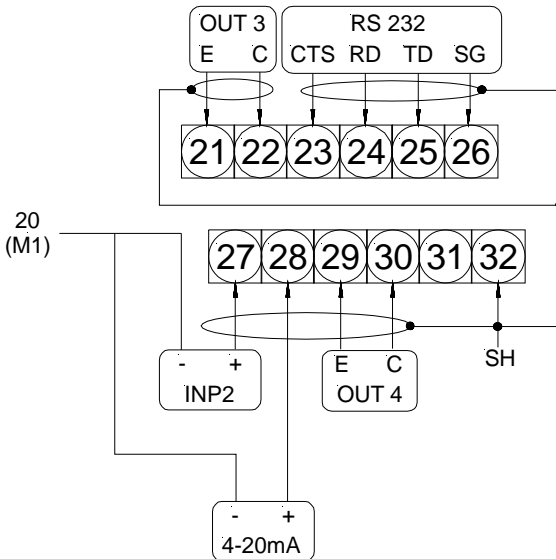 OUT 3 RS 232
E C CTS RD TD SG
21 22 23 24 25 26
20
(M1)
27 28 29 30 31 32
- + E C SH
INP2 OUT 4
- +
4-20mA